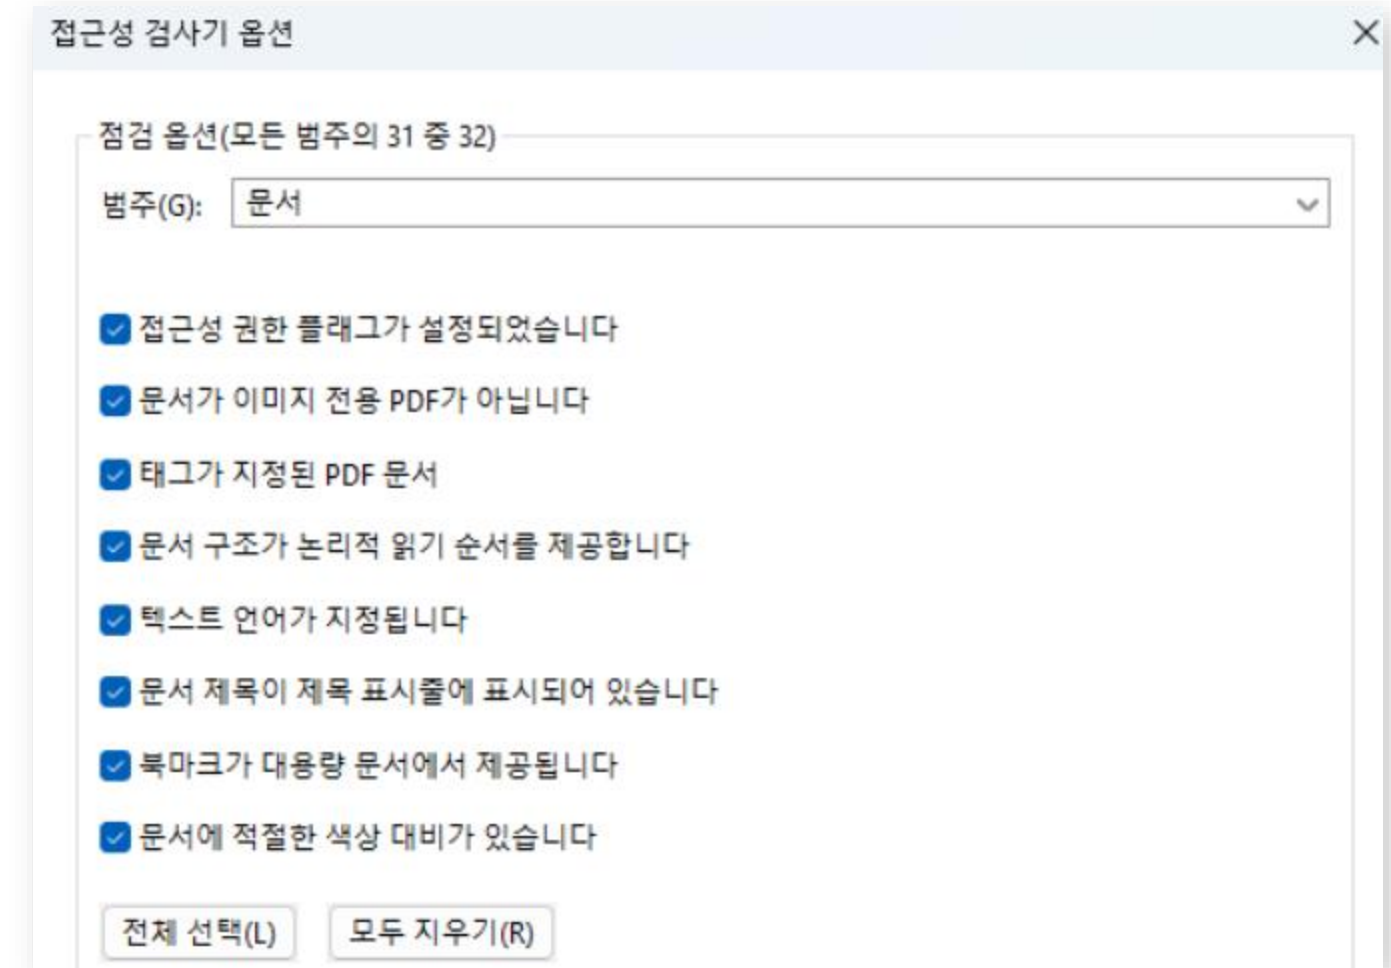 접근성 검사기 옵션
점검 옵션(모든 범주의 31 중 32)
범주(G): 문서
접근성 권한 플래그가 설정되었습니다
문서가 이미지 전용 PDF가 아닙니다
태그가 지정된 PDF 문서
문서 구조가 논리적 읽기 순서를 제공합니다
텍스트 언어가 지정됩니다
문서 제목이 제목 표시줄에 표시되어 있습니다
북마크가 대용량 문서에서 제공됩니다
문서에 적절한 색상 대비가 있습니다
전체 선택(L) 모두 지우기(R)